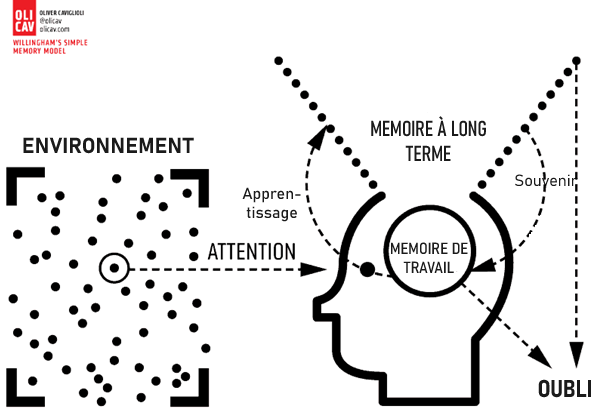 OLI
CAV
OLIVER CAVIGLIOLI
@olicav
olicav.com
WILLINGHAM'S SIMPLE
MEMORY MODEL
ENVIRONNEMENT
MEMOIRE À LONG
TERME
Appren-
tissage
Souvenir
ATTENTION
MEMOIRE DE
TRAVAIL
OUBLI